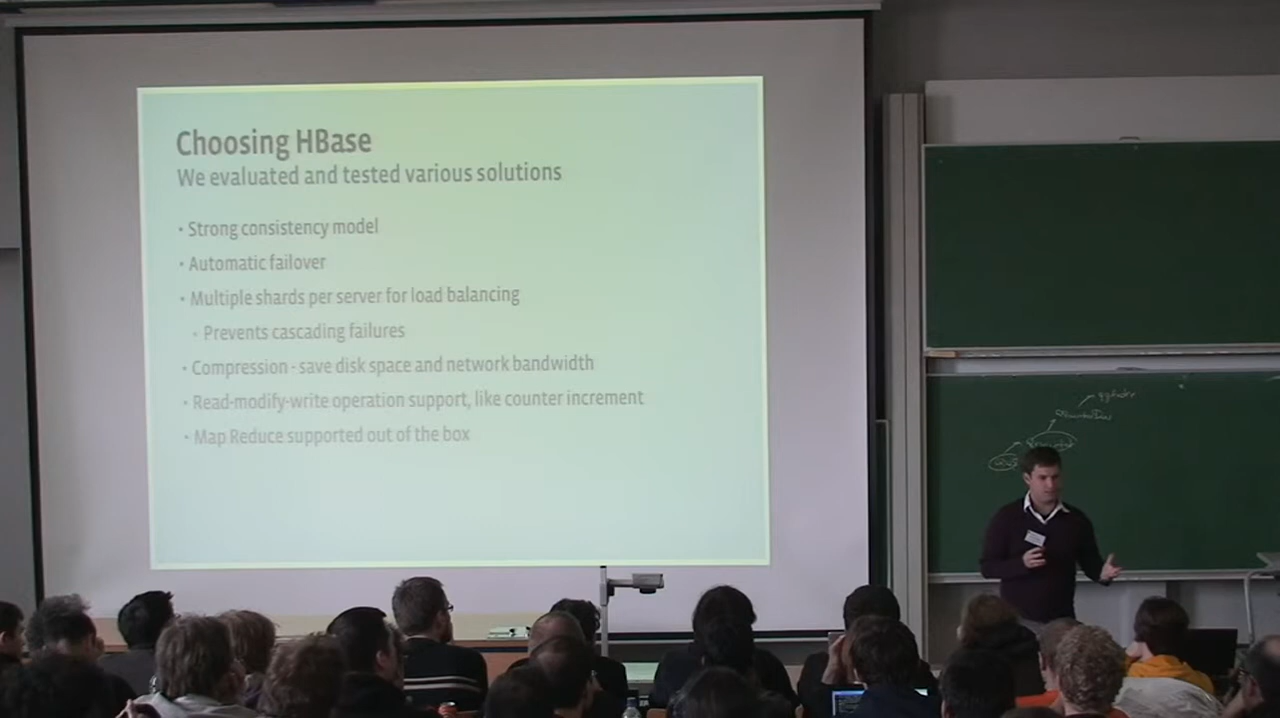 Choosing HBase
We evaluated and tested various solutions
• Strong consistency model
• Automatic failover
• Multiple shards per server for load balancing
• Prevents cascading failures
• Compression - save disk space and network bandwidth
• Read-modify-write operation support, like counter increment
• Map Reduce supported out of the box